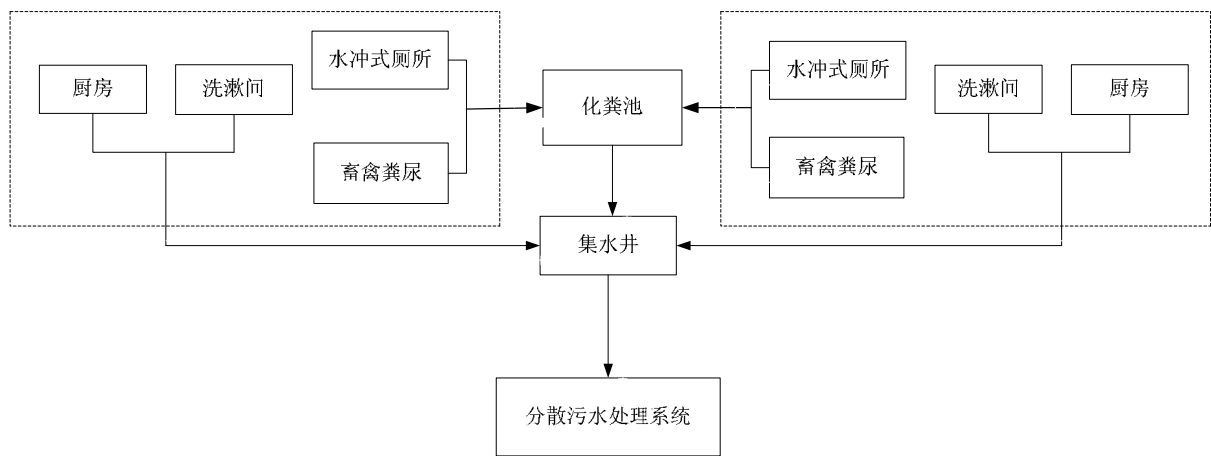 水冲式厕所
厨房
洗漱间
畜禽粪尿
化粪池
水冲式厕所
洗漱间
厨房
畜禽粪尿
集水井
分散污水处理系统